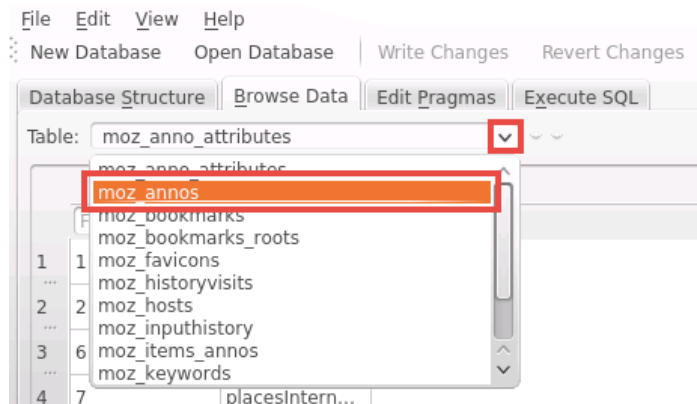 File Edit View Help
New Database Open Database Write Changes Revert Changes
Database Structure Browse Data Edit Pragmas Execute SQL
Table: moz_anno_attributes
moz_anno_attributes
moz_annos
moz_bookmarks
moz_bookmarks_roots
1 1 moz_favicons
... moz_historyvisits
2 2 moz_hosts
... moz_inputhistory
3 6 moz_items_annos
... moz_keywords
4 7 placesIntern...